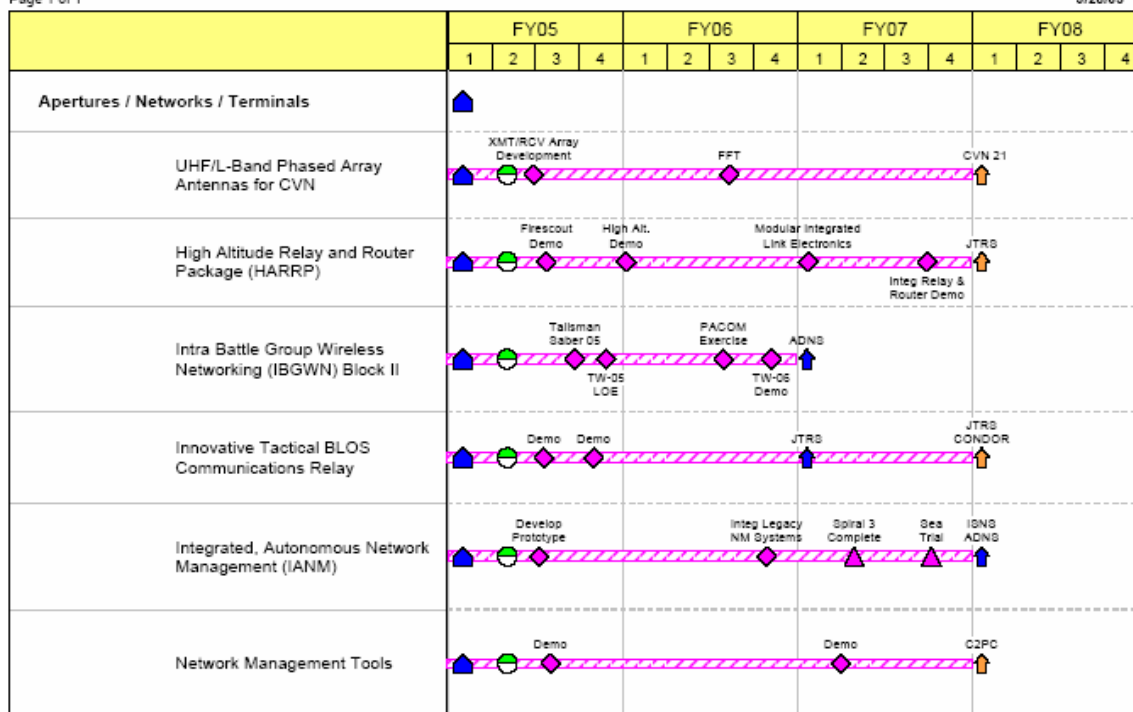 Page 1 of 1
FY05 FY06 FY07 FY08
1 2 3 4 1 2 3 4 1 2 3 4 1 2 3 4
Apertures / Networks / Terminals
UHF/L-Band Phased Array
Antennas for CVN
XMT/RCV Array
Development
FFT
CVN 21
High Altitude Relay and Router
Package (HARRP)
Firescout
Demo
High Alt.
Demo
Modular Integrated
Link Electronics
Integ Relay &
Router Demo
JTRS
Intra Battle Group Wireless
Networking (IBGWN) Block II
Talisman
Saber 05
TW-05
LOE
PACOM
Exercise
TW-06
Demo
ADNS
Innovative Tactical BLOS
Communications Relay
Demo
Demo
JTRS
JTRS
CONDOR
Integrated, Autonomous Network
Management (IANM)
Develop
Prototype
Integ Legacy
NM Systems
Spiral 3
Complete
Sea
Trial
ISNS
ADNS
Network Management Tools
Demo
Demo
C2PC